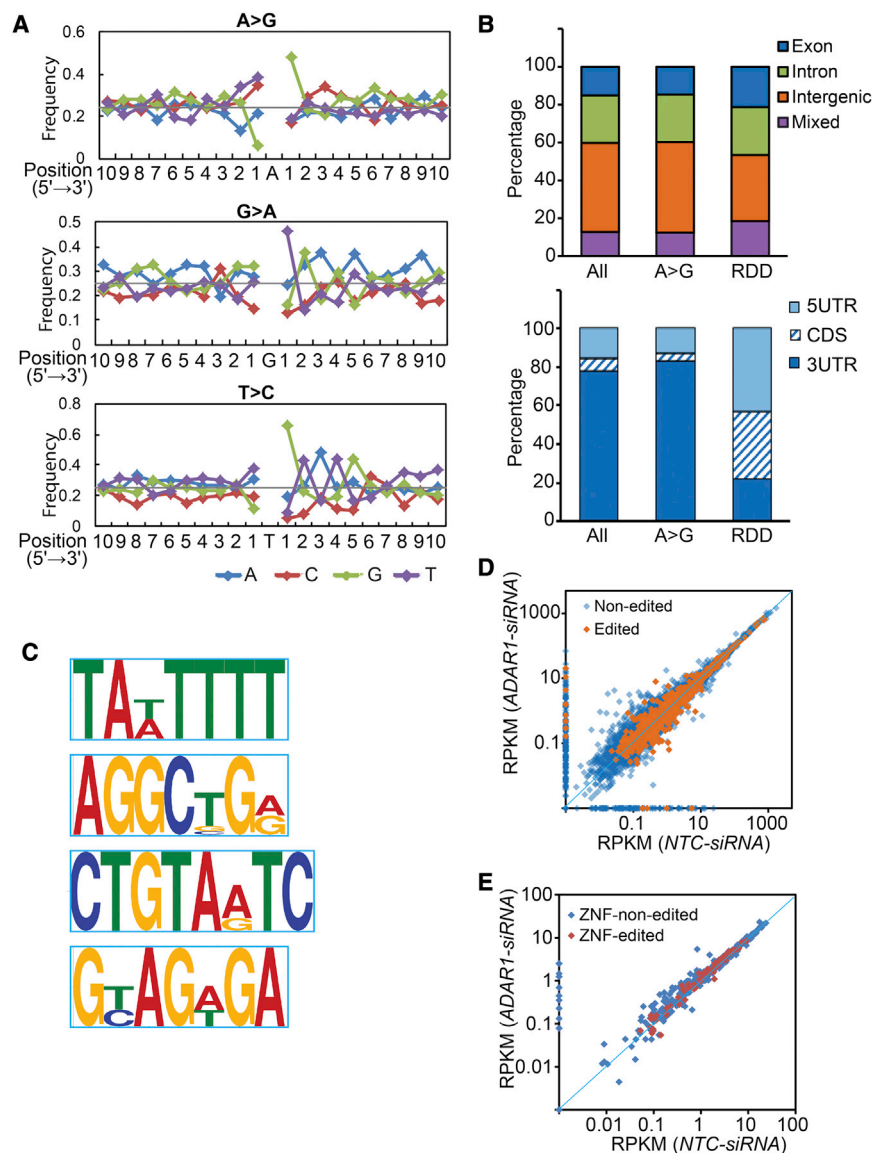 A
A>G
0.6
0.4
0.2
0
Frequency
Position 10 9 8 7 6 5 4 3 2 1 A 1 2 3 4 5 6 7 8 9 10
(5'→3')
G>A
0.5
0.4
0.3
0.2
0.1
0
Frequency
Position 10 9 8 7 6 5 4 3 2 1 G 1 2 3 4 5 6 7 8 9 10
(5'→3')
T>C
0.8
0.6
0.4
0.2
0
Frequency
Position 10 9 8 7 6 5 4 3 2 1 T 1 2 3 4 5 6 7 8 9 10
(5'→3')
A C G T
B
100
80
60
40
20
0
Percentage
All A>G RDD
Exon
Intron
Intergenic
Mixed
100
80
60
40
20
0
Percentage
All A>G RDD
5UTR
CDS
3UTR
C
TATATTTT
AGGCTGAG
CTGTAAGTC
GTCAGATGA
D
1000
10
0.1
RPKM (ADAR1-siRNA)
Non-edited
Edited
0.1 10 1000
RPKM (NTC-siRNA)
E
100
10
1
0.1
0.01
RPKM (ADAR1-siRNA)
ZNF-non-edited
ZNF-edited
0.01 0.1 1 10 100
RPKM (NTC-siRNA)